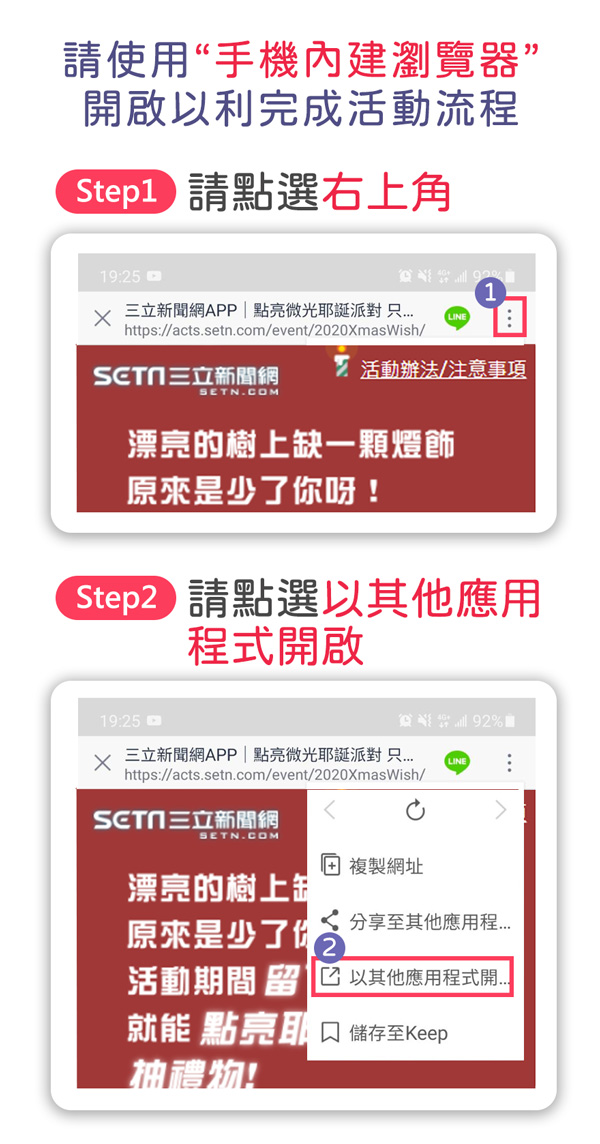 請使用“手機內建瀏覽器”
開啟以利完成活動流程
Step1 請點選右上角
19:25 4G+ 92%
1
三立新聞網APP｜點亮微光耶誕派對 只...
https://acts.setn.com/event/2020XmasWish/
LINE
SETN三立新聞網
SETN.COM
活動辦法/注意事項
漂亮的樹上缺一顆燈飾
原來是少了你呀！
Step2 請點選以其他應用
程式開啟
19:25 4G+ 92%
三立新聞網APP｜點亮微光耶誕派對 只...
https://acts.setn.com/event/2020XmasWish/
LINE
SETN三立新聞網
SETN.COM
漂亮的樹上缺
原來是少了你
活動期間 留
就能 點亮耶
抽禮物!
複製網址
分享至其他應用程...
2
以其他應用程式開...
儲存至Keep